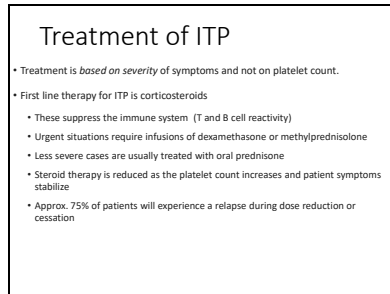 Treatment of ITP
• Treatment is based on severity of symptoms and not on platelet count.
• First line therapy for ITP is corticosteroids
• These suppress the immune system (T and B cell reactivity)
• Urgent situations require infusions of dexamethasone or methylprednisolone
• Less severe cases are usually treated with oral prednisone
• Steroid therapy is reduced as the platelet count increases and patient symptoms
stabilize
• Approx. 75% of patients will experience a relapse during dose reduction or
cessation